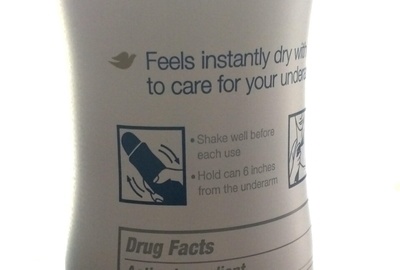 Feels instantly dry with
to care for your undera
• Shake well before
each use
• Hold can 6 inches
from the underarm
Drug Facts